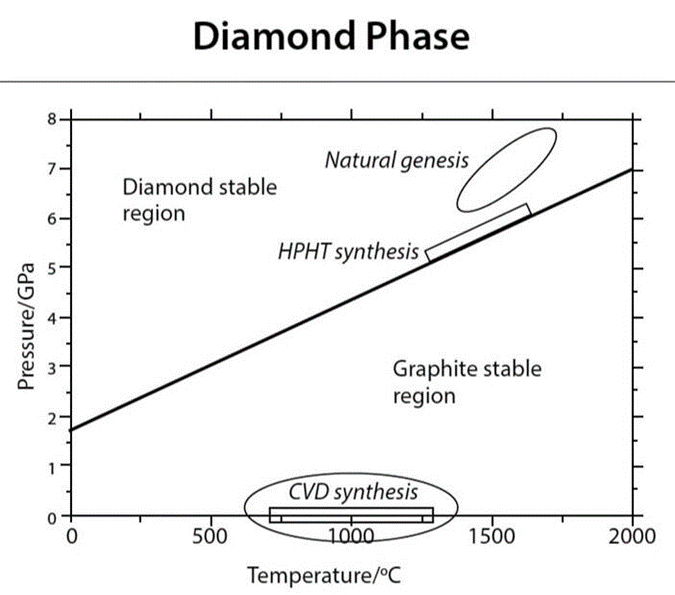 Diamond Phase
8
Natural genesis
7
Diamond stable
region
6
HPHT synthesis
5
Pressure/GPa
4
3
Graphite stable
region
2
1
CVD synthesis
0
0 500 1000 1500 2000
Temperature/ºC